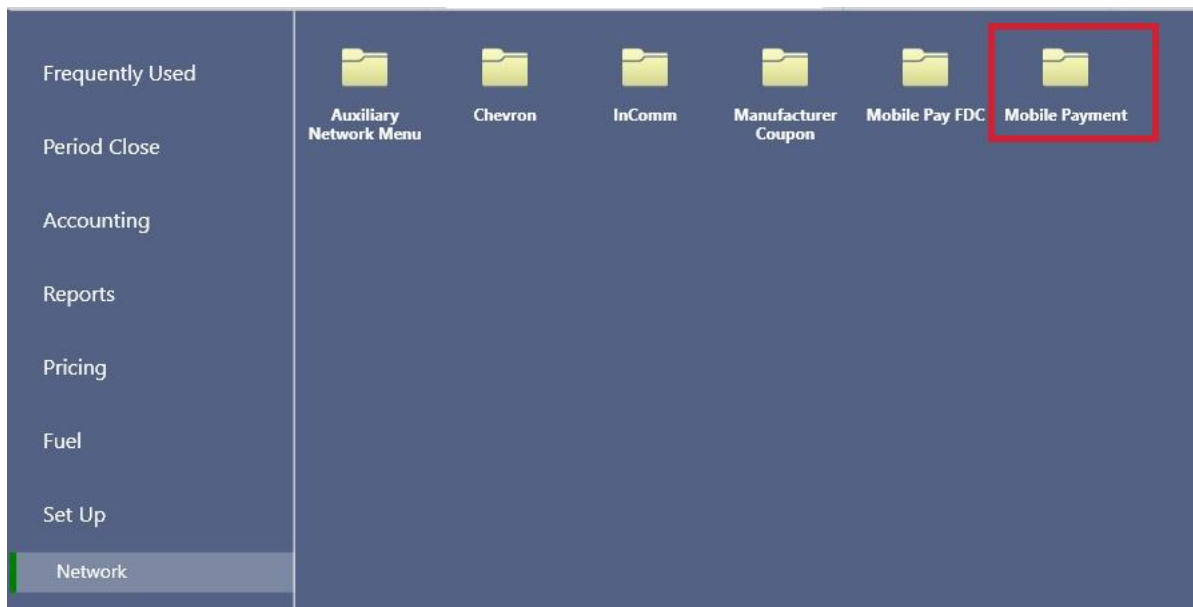 Frequently Used
Period Close
Accounting
Reports
Pricing
Fuel
Set Up
Network
Auxiliary
Network Menu
Chevron
InComm
Manufacturer
Coupon
Mobile Pay FDC
Mobile Payment